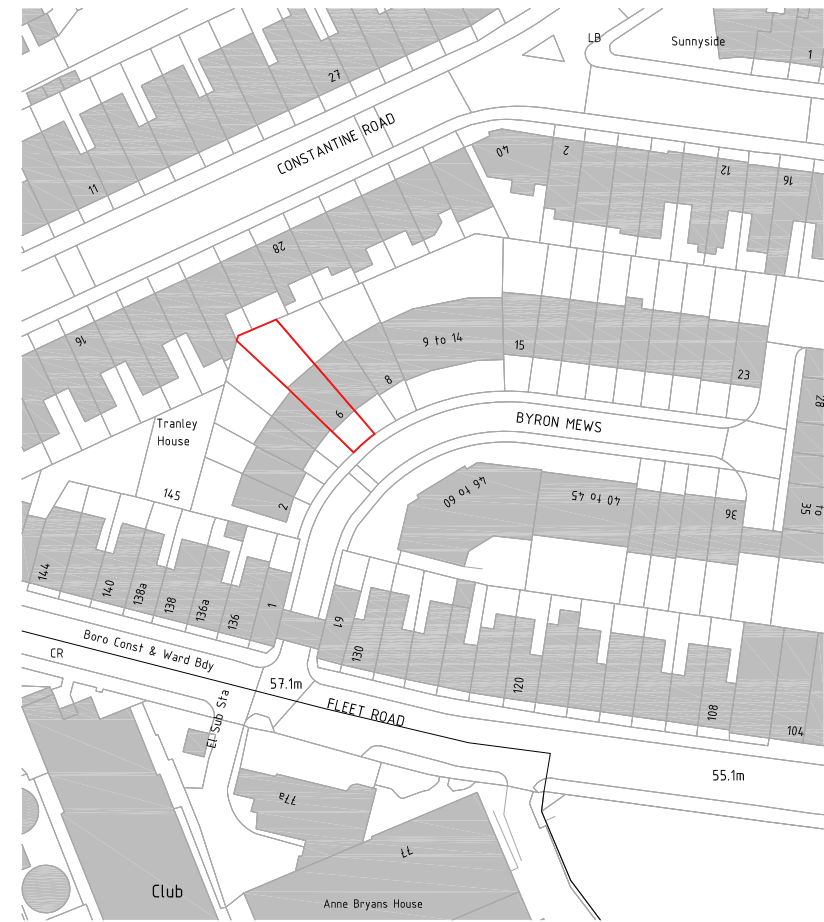 LB
Sunnyside
1
27
CONSTANTINE ROAD
11
40
2
12
16
28
16
9 to 14
15
23
8
6
BYRON MEWS
28
Tranley
House
145
2
46 to 60
40 to 45
36
35
to
144
140
138a
138
136a
136
1
61
130
120
108
104
Boro Const & Ward Bdy
CR
57.1m
FLEET ROAD
El Sub Sta
55.1m
77a
77
Club
Anne Bryans House